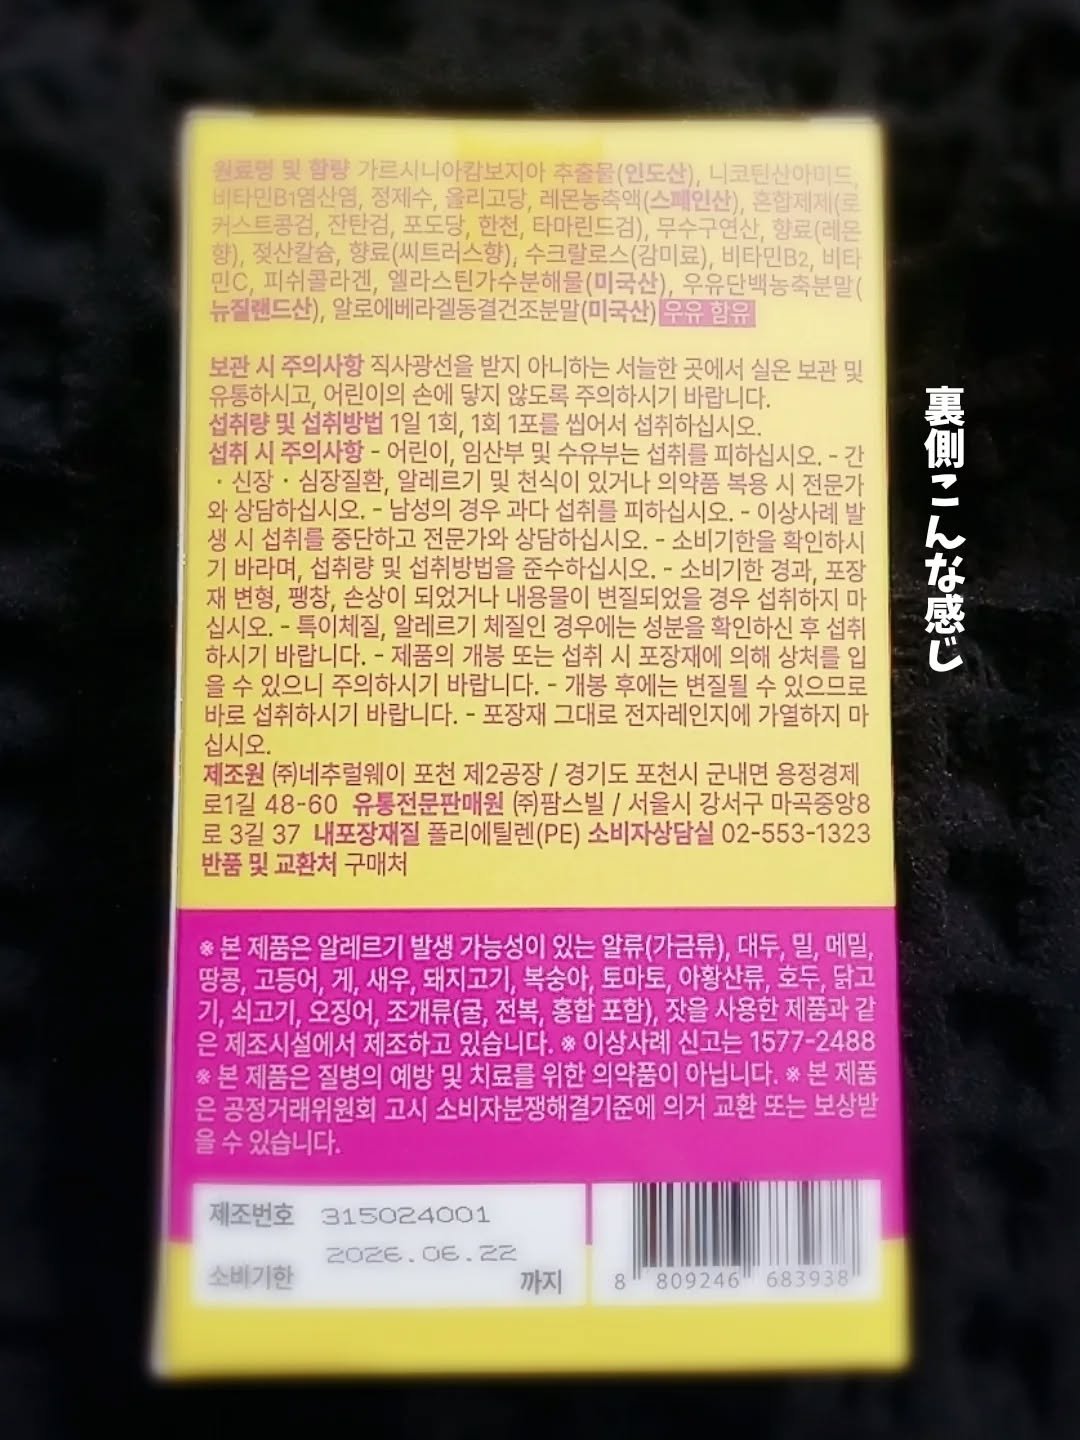 원료명 및 함량 가르시니아캄보지아 추출물(인도산), 니코틴산아미드,
비타민B1염산염, 정제수, 올리고당, 레몬농축액(스페인산), 혼합제제(로
커스트콩검, 잔탄검, 포도당, 한천, 타마린드검), 무수구연산, 향료(레몬
향), 젖산칼슘, 향료(씨트러스향), 수크랄로스(감미료), 비타민B2, 비타
민C, 피쉬콜라겐, 엘라스틴가수분해물(미국산), 우유단백농축분말(
뉴질랜드산), 알로에베라겔동결건조분말(미국산) 우유 함유
보관 시 주의사항 직사광선을 받지 아니하는 서늘한 곳에서 실온 보관 및
유통하시고, 어린이의 손에 닿지 않도록 주의하시기 바랍니다.
섭취량 및 섭취방법 1일 1회, 1회 1포를 씹어서 섭취하십시오.
섭취 시 주의사항 - 어린이, 임산부 및 수유부는 섭취를 피하십시오. - 간
· 신장 · 심장질환, 알레르기 및 천식이 있거나 의약품 복용 시 전문가
와 상담하십시오. - 남성의 경우 과다 섭취를 피하십시오. - 이상사례 발
생 시 섭취를 중단하고 전문가와 상담하십시오. - 소비기한을 확인하시
기 바라며, 섭취량 및 섭취방법을 준수하십시오. - 소비기한 경과, 포장
재 변형, 팽창, 손상이 되었거나 내용물이 변질되었을 경우 섭취하지 마
십시오. - 특이체질, 알레르기 체질인 경우에는 성분을 확인하신 후 섭취
하시기 바랍니다. - 제품의 개봉 또는 섭취 시 포장재에 의해 상처를 입
을 수 있으니 주의하시기 바랍니다. - 개봉 후에는 변질될 수 있으므로
바로 섭취하시기 바랍니다. - 포장재 그대로 전자레인지에 가열하지 마
십시오.
제조원 ㈜네추럴웨이 포천 제2공장 / 경기도 포천시 군내면 용정경제
로1길 48-60 유통전문판매원 ㈜팜스빌 / 서울시 강서구 마곡중앙8
로 3길 37 내포장재질 폴리에틸렌(PE) 소비자상담실 02-553-1323
반품 및 교환처 구매처
※ 본 제품은 알레르기 발생 가능성이 있는 알류(가금류), 대두, 밀, 메밀,
땅콩, 고등어, 게, 새우, 돼지고기, 복숭아, 토마토, 아황산류, 호두, 닭고
기, 쇠고기, 오징어, 조개류(굴, 전복, 홍합 포함), 잣을 사용한 제품과 같
은 제조시설에서 제조하고 있습니다. ※ 이상사례 신고는 1577-2488
※ 본 제품은 질병의 예방 및 치료를 위한 의약품이 아닙니다. ※ 본 제품
은 공정거래위원회 고시 소비자분쟁해결기준에 의거 교환 또는 보상받
을 수 있습니다.
제조번호 315024001
2026.06.22
소비기한 까지
8 809246 683938
裏側こんな感じ